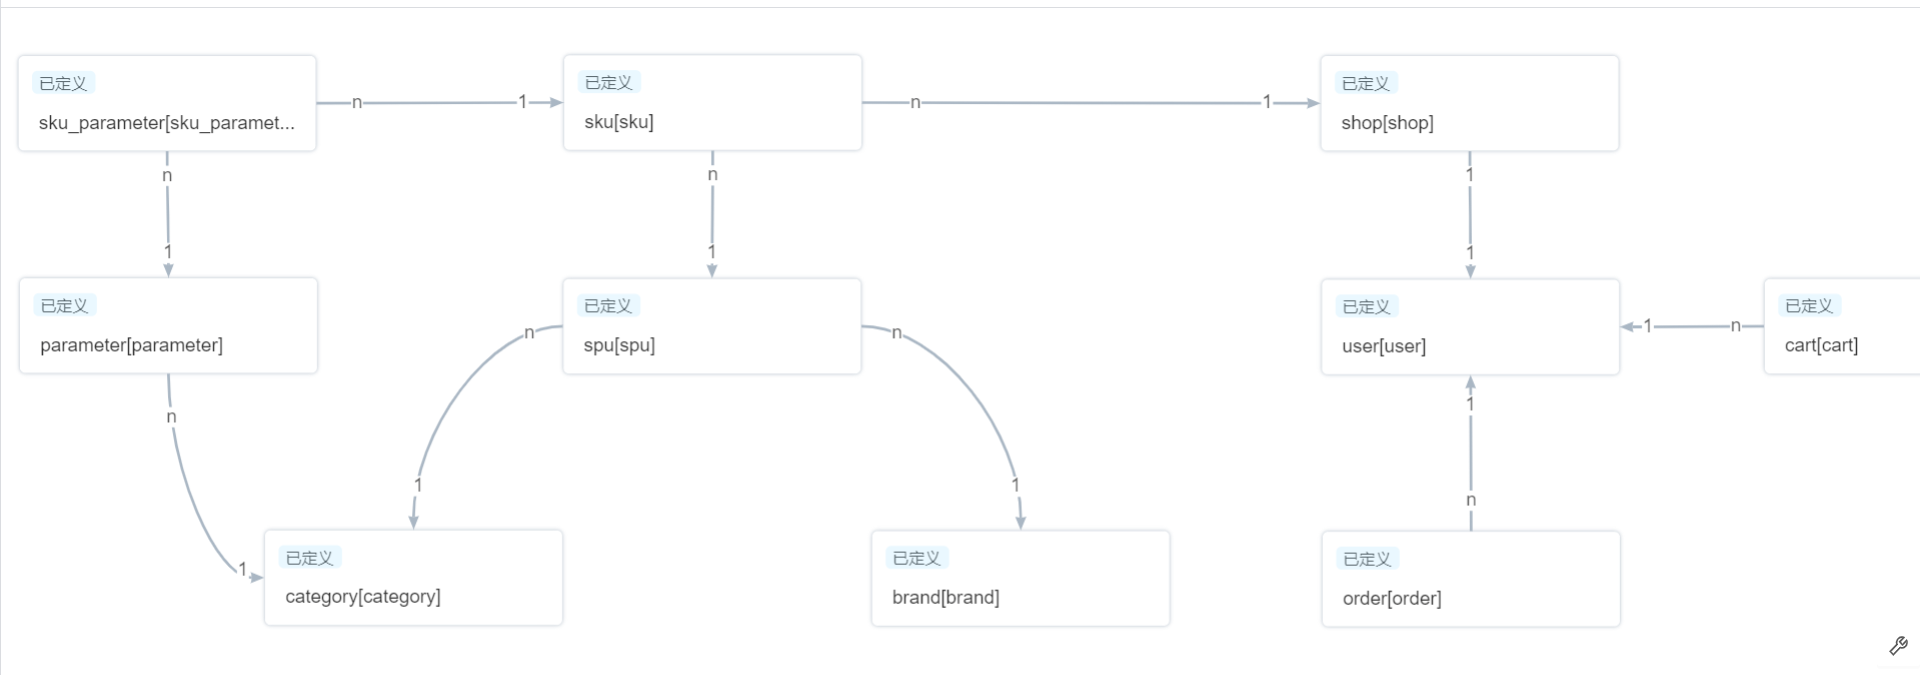 已定义
sku_parameter[sku_paramet...
n
1
已定义
sku[sku]
n
1
已定义
shop[shop]
n
1
n
1
1
1
已定义
parameter[parameter]
已定义
spu[spu]
已定义
user[user]
1
n
已定义
cart[cart]
n
n
n
1
1
1
n
1
已定义
category[category]
已定义
brand[brand]
已定义
order[order]